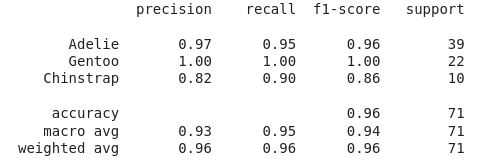 precision recall f1-score support
Adelie 0.97 0.95 0.96 39
Gentoo 1.00 1.00 1.00 22
Chinstrap 0.82 0.90 0.86 10
accuracy 0.96 71
macro avg 0.93 0.95 0.94 71
weighted avg 0.96 0.96 0.96 71